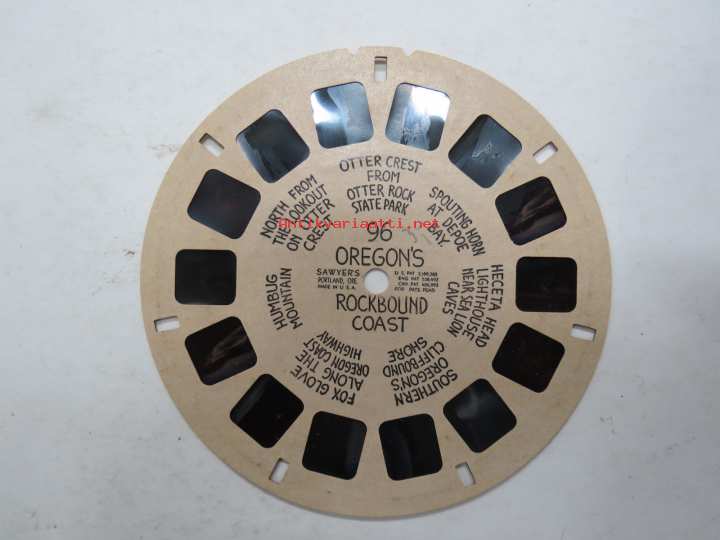 OTTER CREST
FROM
OTTER ROCK
STATE PARK
SPOUTING HORN
AT DEPOE
BAY.
HECETA HEAD
LIGHTHOUSE
NEAR SEA LION
CAVES
SOUTHERN
OREGON'S
CLIFFBOUND
SHORE
FOX GLOVE
ALONG THE
OREGON COAST
HIGHWAY
HUMBUG
MOUNTAIN
NORTH FROM
THE LOOKOUT
ON OTTER
CREST
96
OREGON'S
SAWYER'S
PORTLAND, ORE.
MADE IN U.S.A.
ROCKBOUND
COAST
Antikvariaatti.net